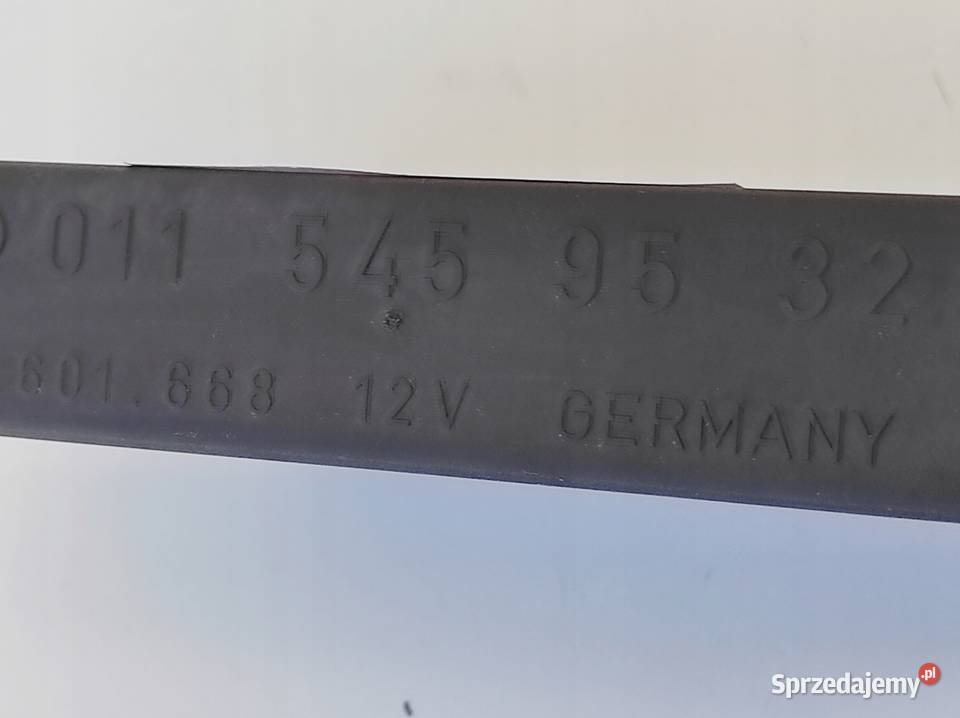 011 545 95 32
601.668 12V GERMANY
Sprzedajemy.pl